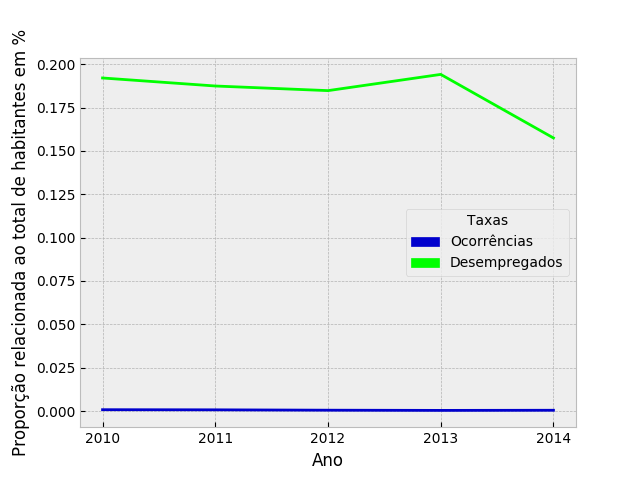 Proporção relacionada ao total de habitantes em %
0.200
0.175
0.150
0.125
0.100
0.075
0.050
0.025
0.000
Taxas
Ocorrências
Desempregados
2010 2011 2012 2013 2014
Ano